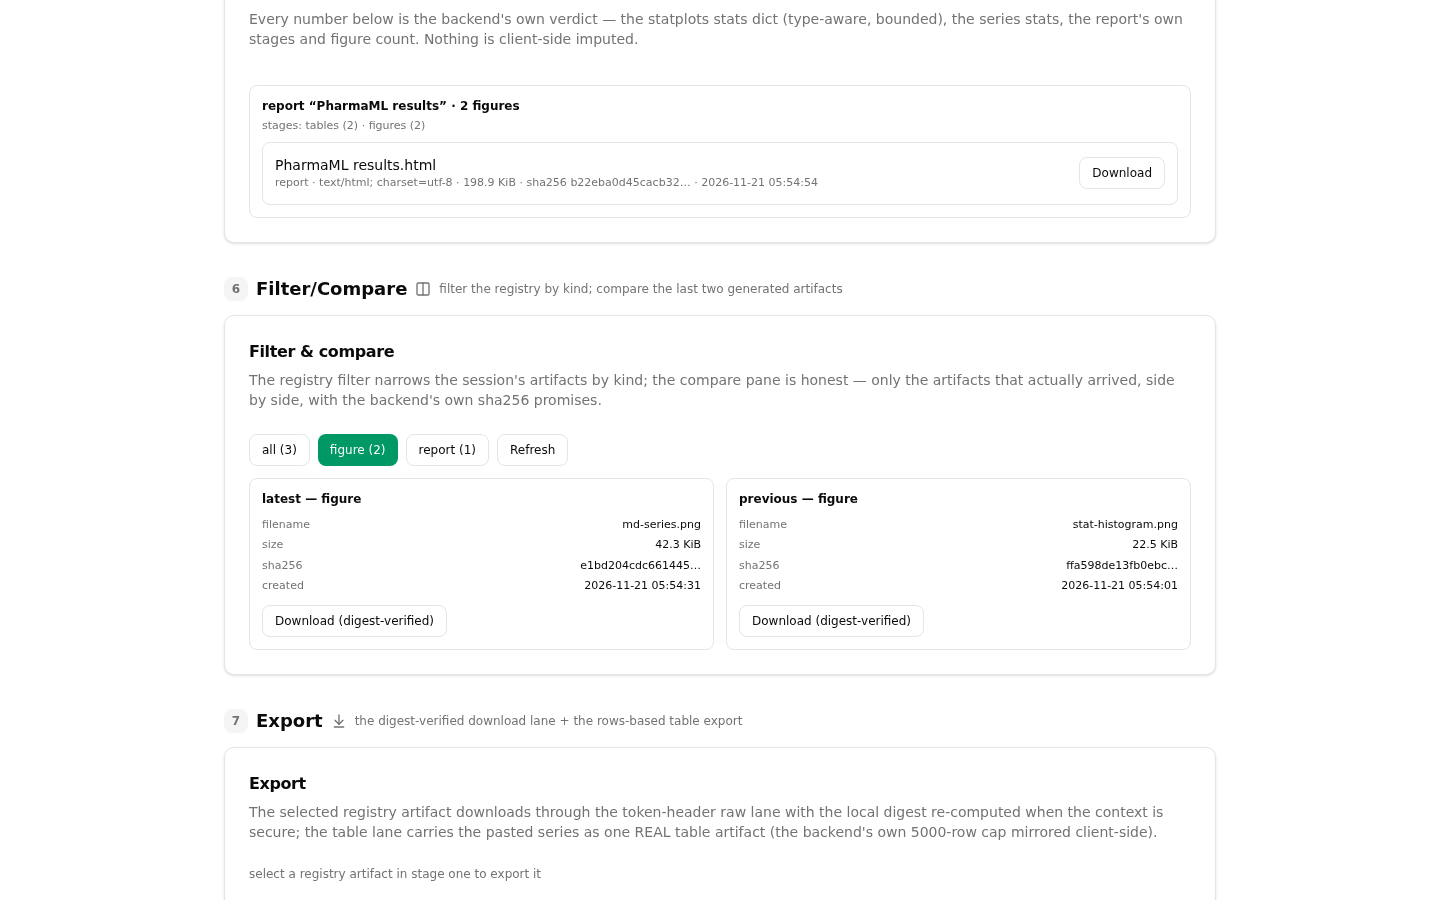 Every number below is the backend's own verdict — the statplots stats dict (type-aware, bounded), the series stats, the report's own
stages and figure count. Nothing is client-side imputed.
report “PharmaML results” · 2 figures
stages: tables (2) · figures (2)
PharmaML results.html
report · text/html; charset=utf-8 · 198.9 KiB · sha256 b22eba0d45cacb32… · 2026-11-21 05:54:54
Download
6 Filter/Compare filter the registry by kind; compare the last two generated artifacts
Filter & compare
The registry filter narrows the session's artifacts by kind; the compare pane is honest — only the artifacts that actually arrived, side
by side, with the backend's own sha256 promises.
all (3) figure (2) report (1) Refresh
latest — figure
filename md-series.png
size 42.3 KiB
sha256 e1bd204cdc661445…
created 2026-11-21 05:54:31
Download (digest-verified)
previous — figure
filename stat-histogram.png
size 22.5 KiB
sha256 ffa598de13fb0ebc…
created 2026-11-21 05:54:01
Download (digest-verified)
7 Export the digest-verified download lane + the rows-based table export
Export
The selected registry artifact downloads through the token-header raw lane with the local digest re-computed when the context is
secure; the table lane carries the pasted series as one REAL table artifact (the backend's own 5000-row cap mirrored client-side).
select a registry artifact in stage one to export it